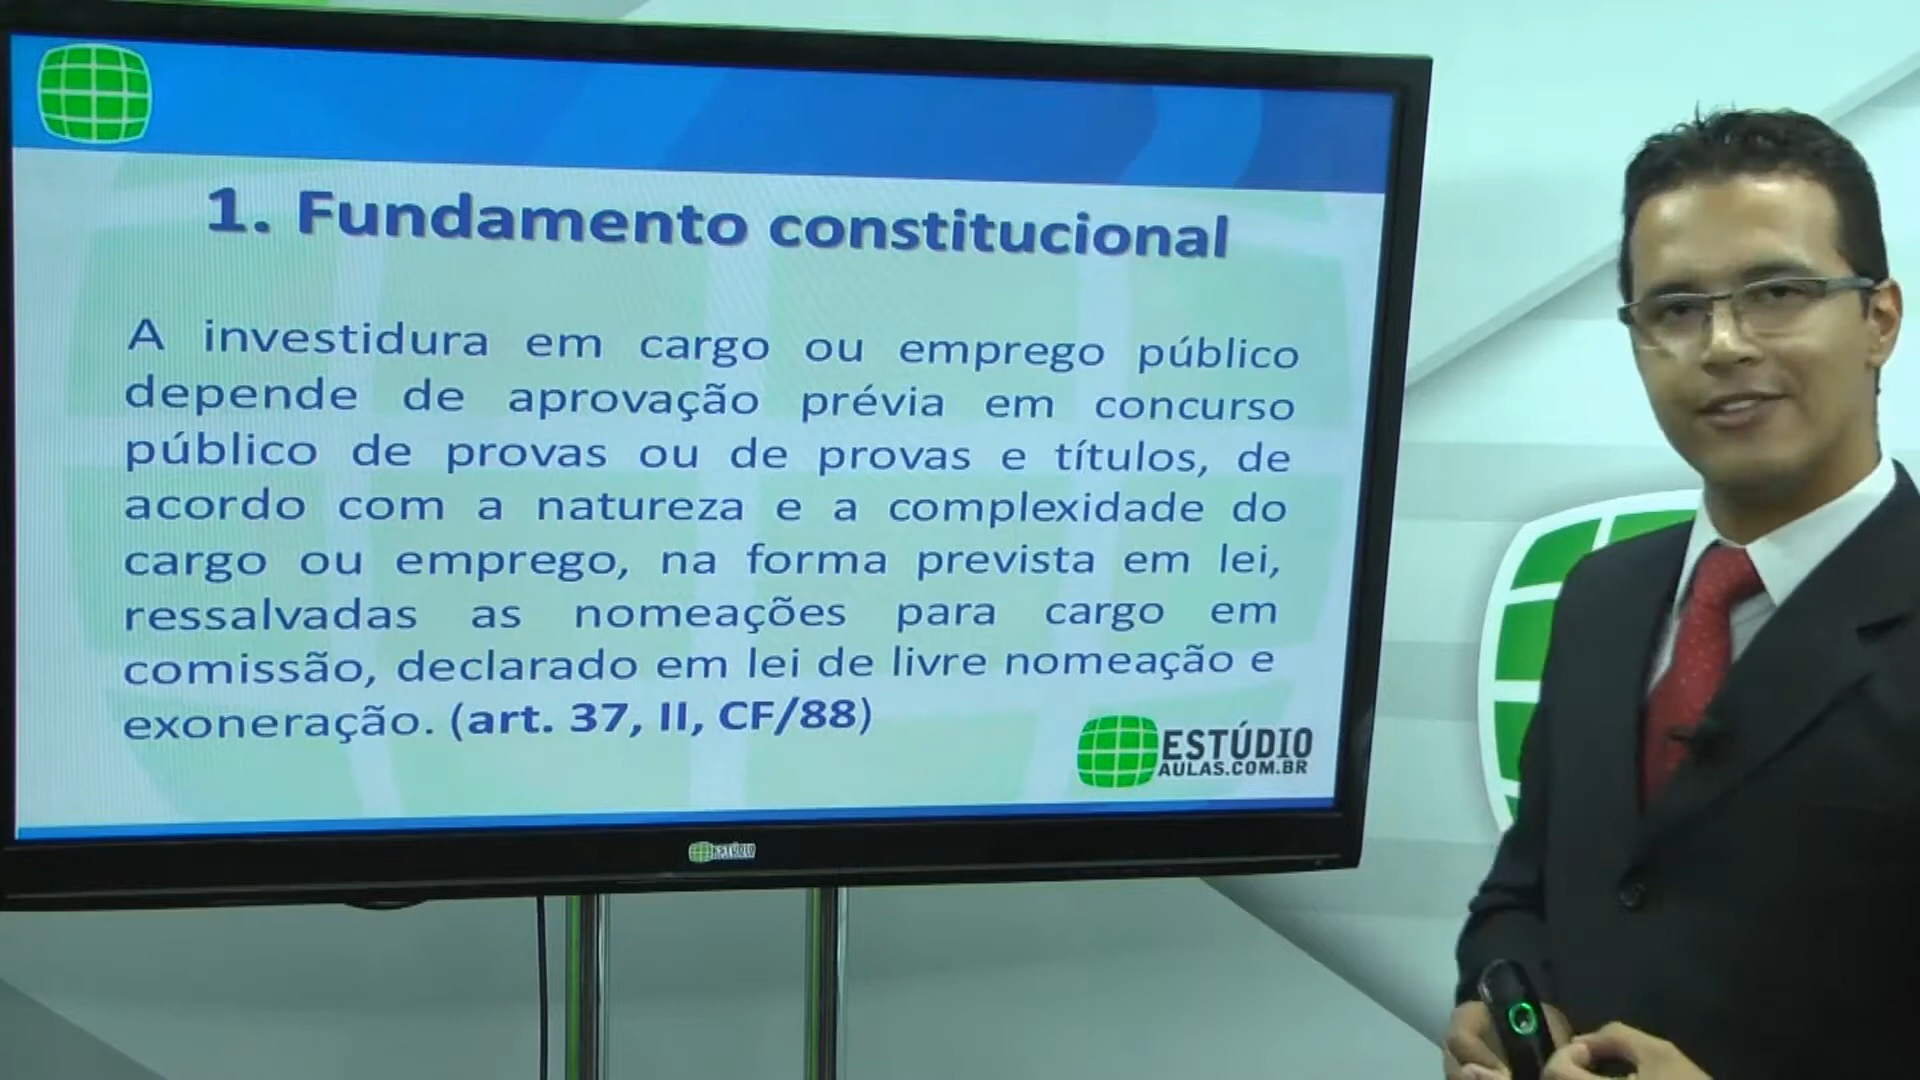 1. Fundamento constitucional
A investidura em cargo ou emprego público
depende de aprovação prévia em concurso
público de provas ou de provas e títulos, de
acordo com a natureza e a complexidade do
cargo ou emprego, na forma prevista em lei,
ressalvadas as nomeações para cargo em
comissão, declarado em lei de livre nomeação e
exoneração. (art. 37, II, CF/88)
ESTÚDIO
AULAS.COM.BR
ESTÚDIO